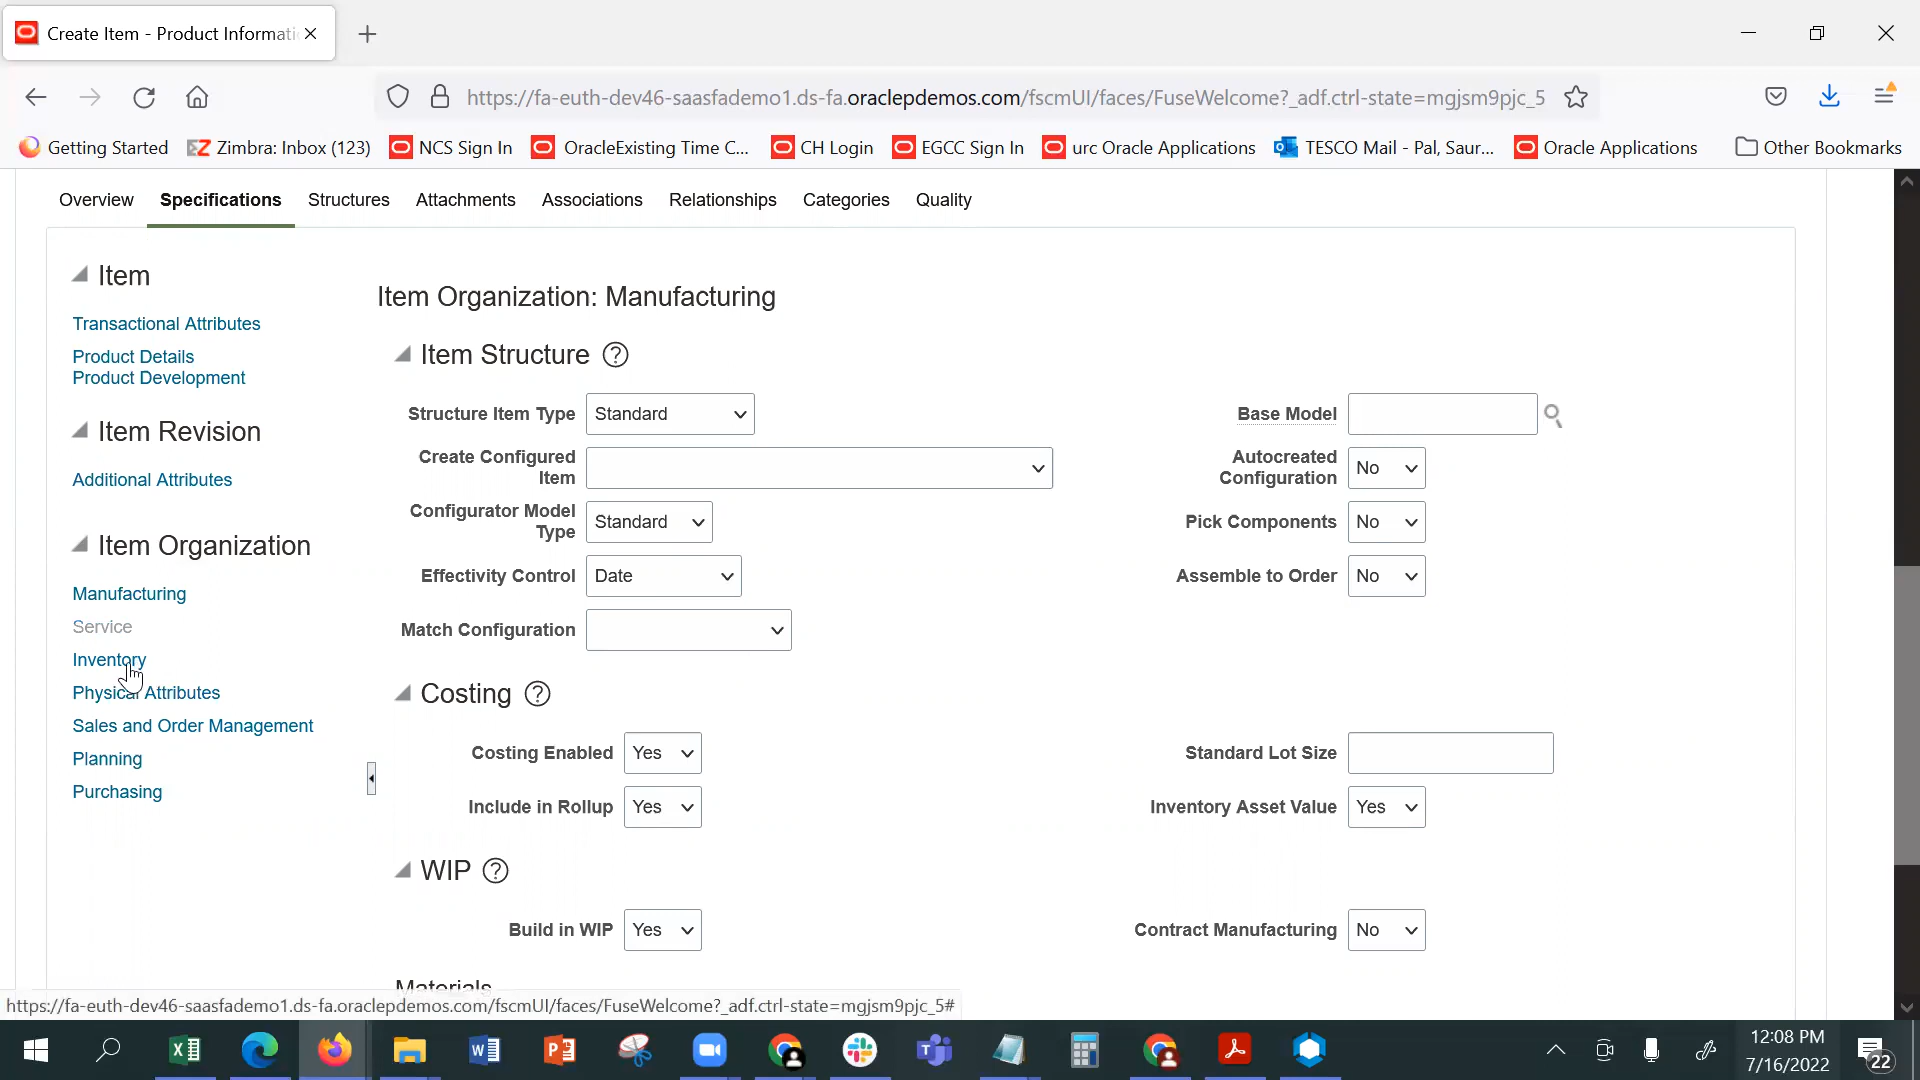 Create Item - Product Informati
https://fa-euth-dev46-saasfademo1.ds-fa.oraclepdemos.com/fscmUI/faces/FuseWelcome?_adf.ctrl-state=mgjsm9pjc_5
Getting Started Zimbra: Inbox (123) NCS Sign In OracleExisting Time C... CH Login EGCC Sign In urc Oracle Applications TESCO Mail - Pal, Saur... Oracle Applications Other Bookmarks
Overview Specifications Structures Attachments Associations Relationships Categories Quality
Item
Transactional Attributes
Product Details
Product Development
Item Revision
Additional Attributes
Item Organization
Manufacturing
Service
Inventory
Physical Attributes
Sales and Order Management
Planning
Purchasing
Item Organization: Manufacturing
Item Structure ?
Structure Item Type Standard Base Model
Create Configured Item Autocreated Configuration No
Configurator Model Type Standard Pick Components No
Effectivity Control Date Assemble to Order No
Match Configuration
Costing ?
Costing Enabled Yes Standard Lot Size
Include in Rollup Yes Inventory Asset Value Yes
WIP ?
Build in WIP Yes Contract Manufacturing No
Materials
https://fa-euth-dev46-saasfademo1.ds-fa.oraclepdemos.com/fscmUI/faces/FuseWelcome?_adf.ctrl-state=mgjsm9pjc_5#
12:08 PM
7/16/2022
22